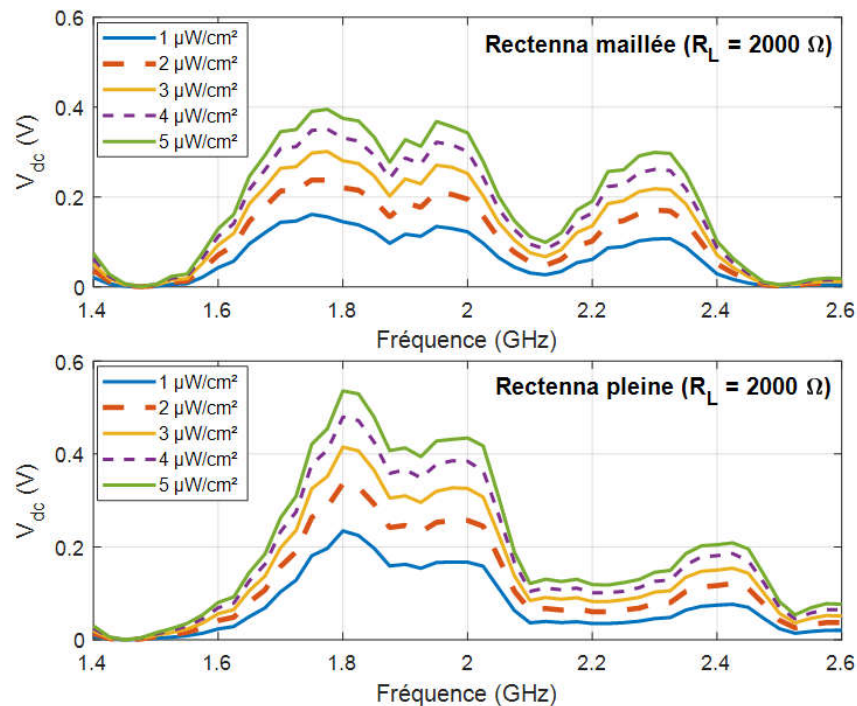 0.6
0.4
0.2
0
V_dc (V)
1 µW/cm²
2 µW/cm²
3 µW/cm²
4 µW/cm²
5 µW/cm²
Rectenna maillée (R_L = 2000 Ω)
1.4 1.6 1.8 2 2.2 2.4 2.6
Fréquence (GHz)
0.6
0.4
0.2
0
V_dc (V)
1 µW/cm²
2 µW/cm²
3 µW/cm²
4 µW/cm²
5 µW/cm²
Rectenna pleine (R_L = 2000 Ω)
1.4 1.6 1.8 2 2.2 2.4 2.6
Fréquence (GHz)